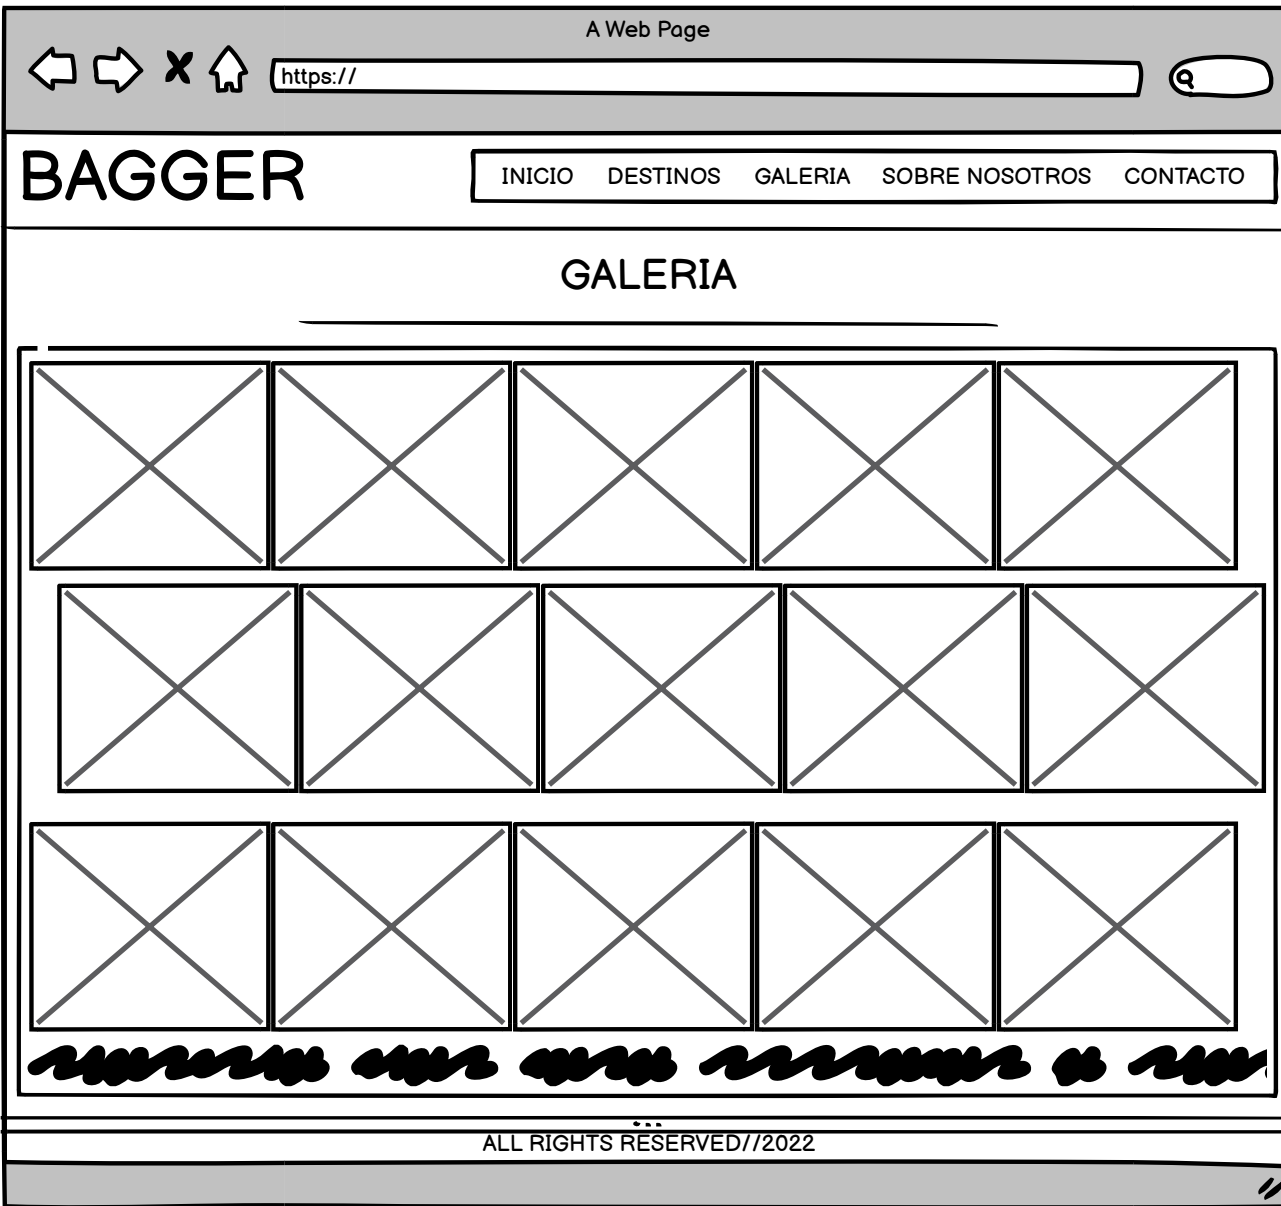 A Web Page
https://
BAGGER
INICIO DESTINOS GALERIA SOBRE NOSOTROS CONTACTO
GALERIA
ALL RIGHTS RESERVED//2022